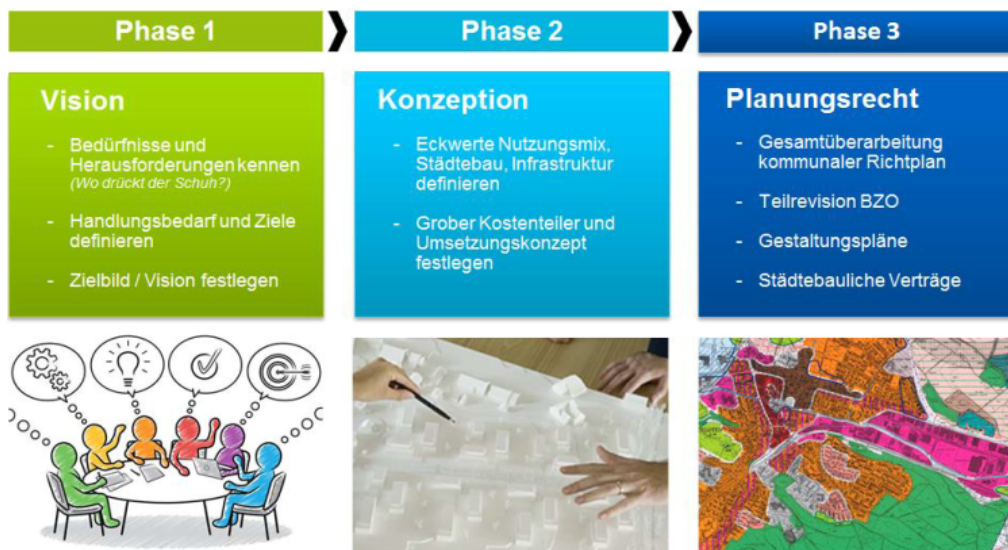 Phase 1
Phase 2
Phase 3
Vision
- Bedürfnisse und
Herausforderungen kennen
(Wo drückt der Schuh?)
- Handlungsbedarf und Ziele
definieren
- Zielbild / Vision festlegen
Konzeption
- Eckwerte Nutzungsmix,
Städtebau, Infrastruktur
definieren
- Grober Kostenteiler und
Umsetzungskonzept
festlegen
Planungsrecht
- Gesamtüberarbeitung
kommunaler Richtplan
- Teilrevision BZO
- Gestaltungspläne
- Städtebauliche Verträge